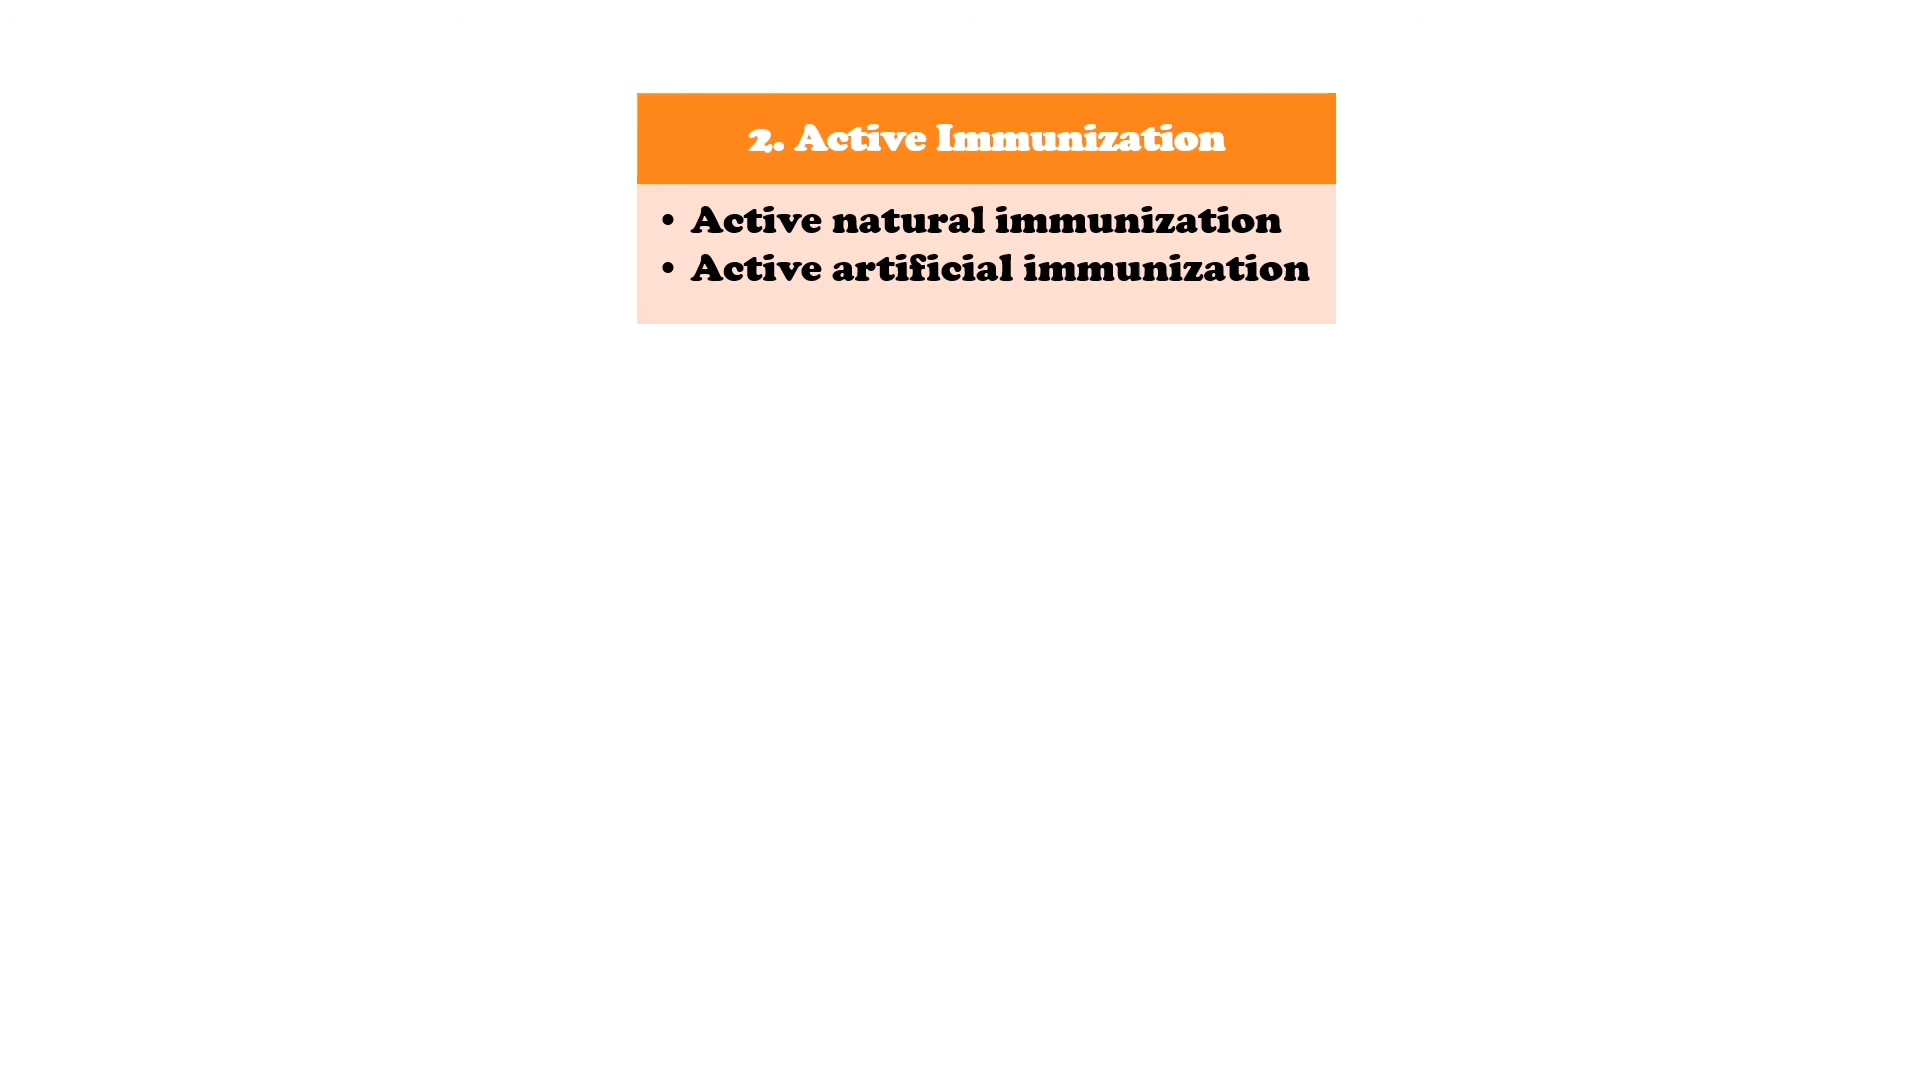 2. Active Immunization
• Active natural immunization
• Active artificial immunization